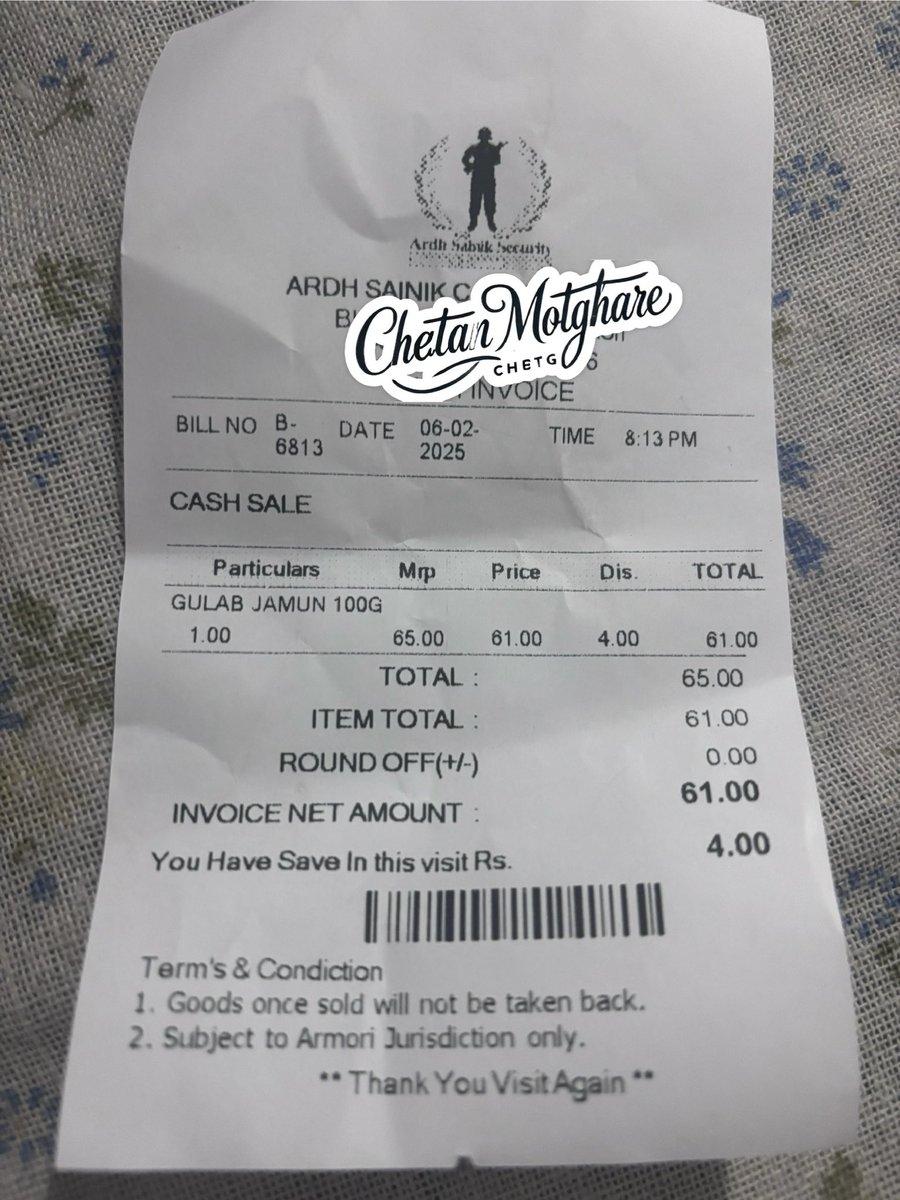 Ardh Sainik Security
ARDH SAINIK
Chetan Motghare
CHETG
INVOICE
BILL NO B-6813 DATE 06-02-2025 TIME 8:13 PM
CASH SALE
Particulars Mrp Price Dis. TOTAL
GULAB JAMUN 100G
1.00 65.00 61.00 4.00 61.00
TOTAL : 65.00
ITEM TOTAL : 61.00
ROUND OFF(+/-) 0.00
INVOICE NET AMOUNT : 61.00
You Have Save In this visit Rs. 4.00
Term's & Condiction
1. Goods once sold will not be taken back.
2. Subject to Armori Jurisdiction only.
** Thank You Visit Again **